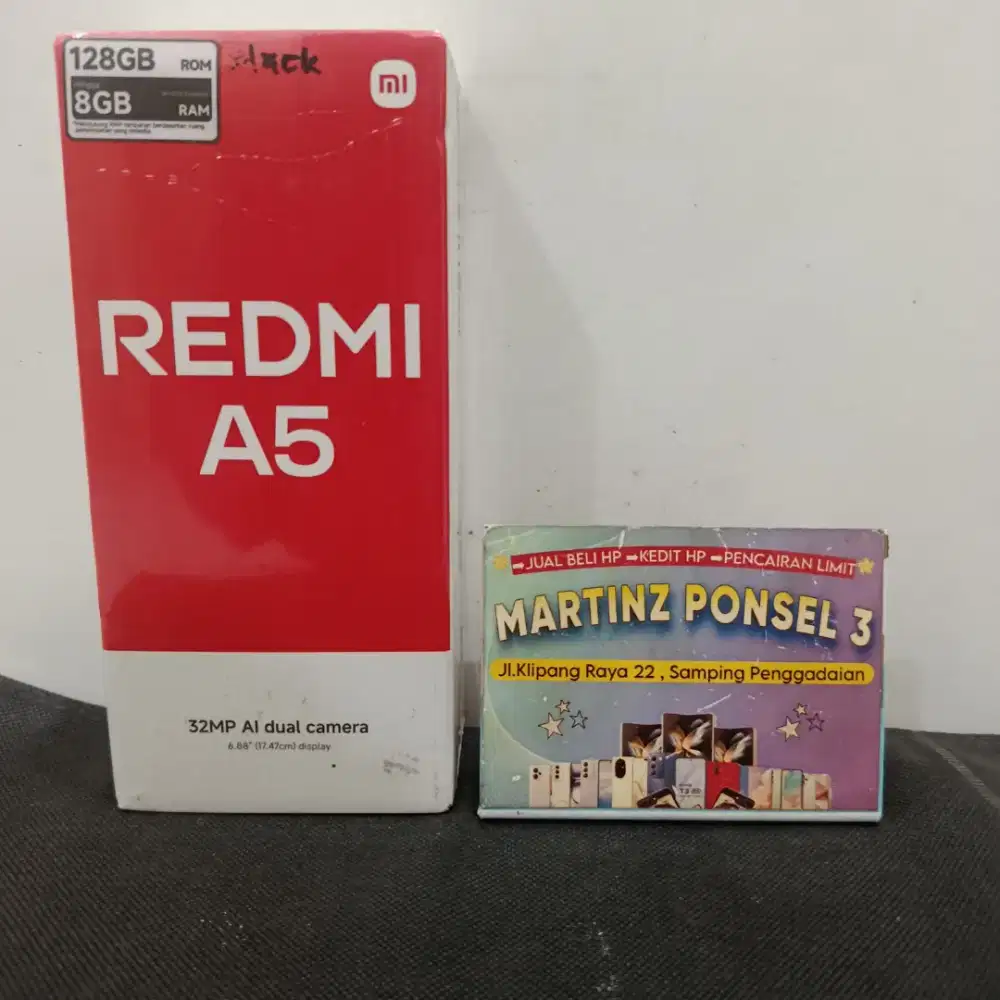 128GB ROM
Hingga
8GB RAM
mi
REDMI
A5
32MP AI dual camera
6.88" (17.47cm) display
➡JUAL BELI HP ➡KEDIT HP ➡PENCAIRAN LIMIT
MARTINZ PONSEL 3
Jl.Klipang Raya 22 , Samping Penggadaian